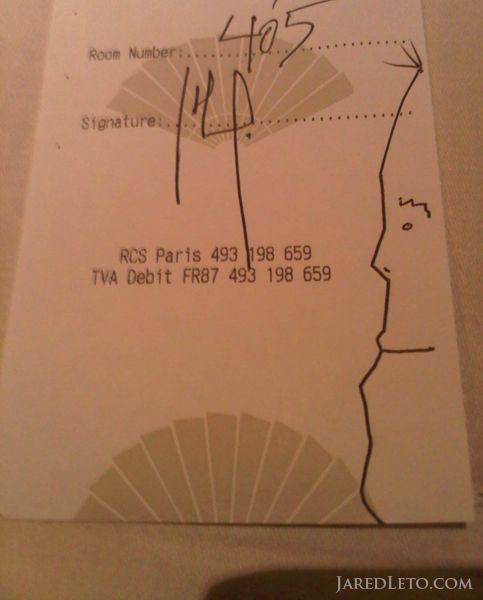 Room Number:............ 405
Signature:............
RCS Paris 493 198 659
TVA Debit FR87 493 198 659
JaredLeto.com